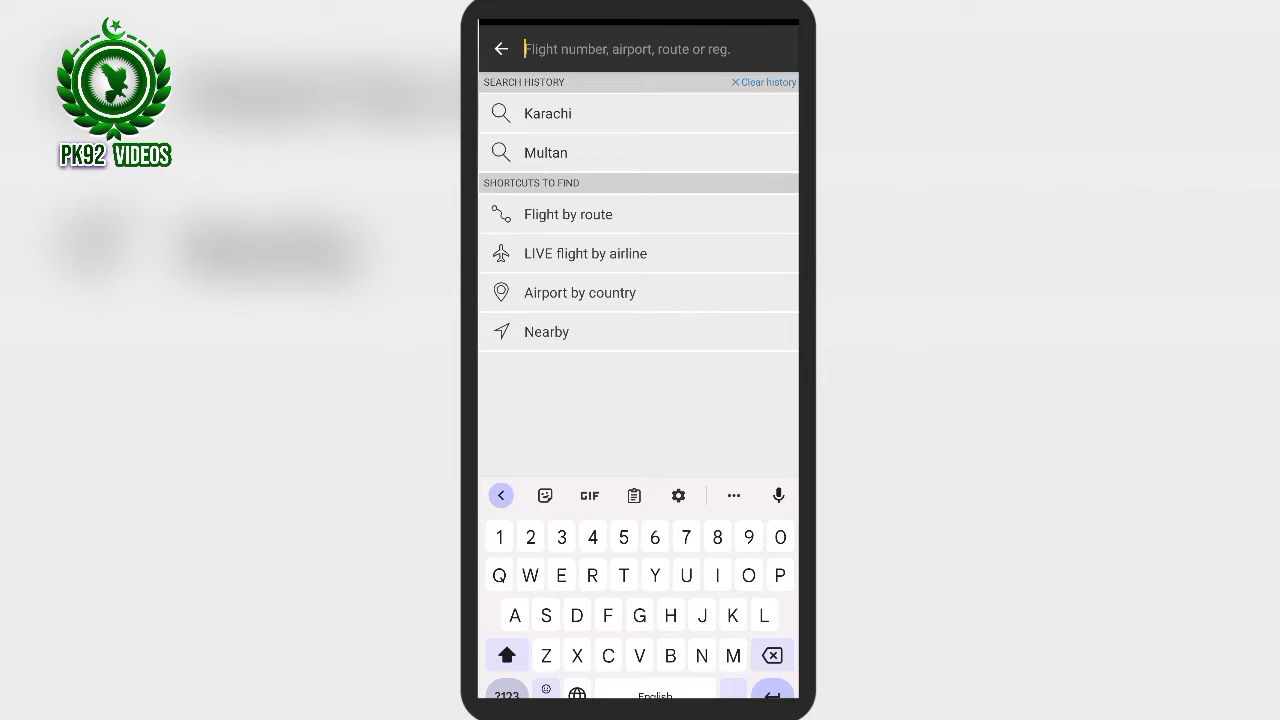 PK92 VIDEOS
Flight number, airport, route or reg.
SEARCH HISTORY
Clear history
Karachi
Multan
SHORTCUTS TO FIND
Flight by route
LIVE flight by airline
Airport by country
Nearby
GIF
1 2 3 4 5 6 7 8 9 0
Q W E R T Y U I O P
A S D F G H J K L
Z X C V B N M
?123 English